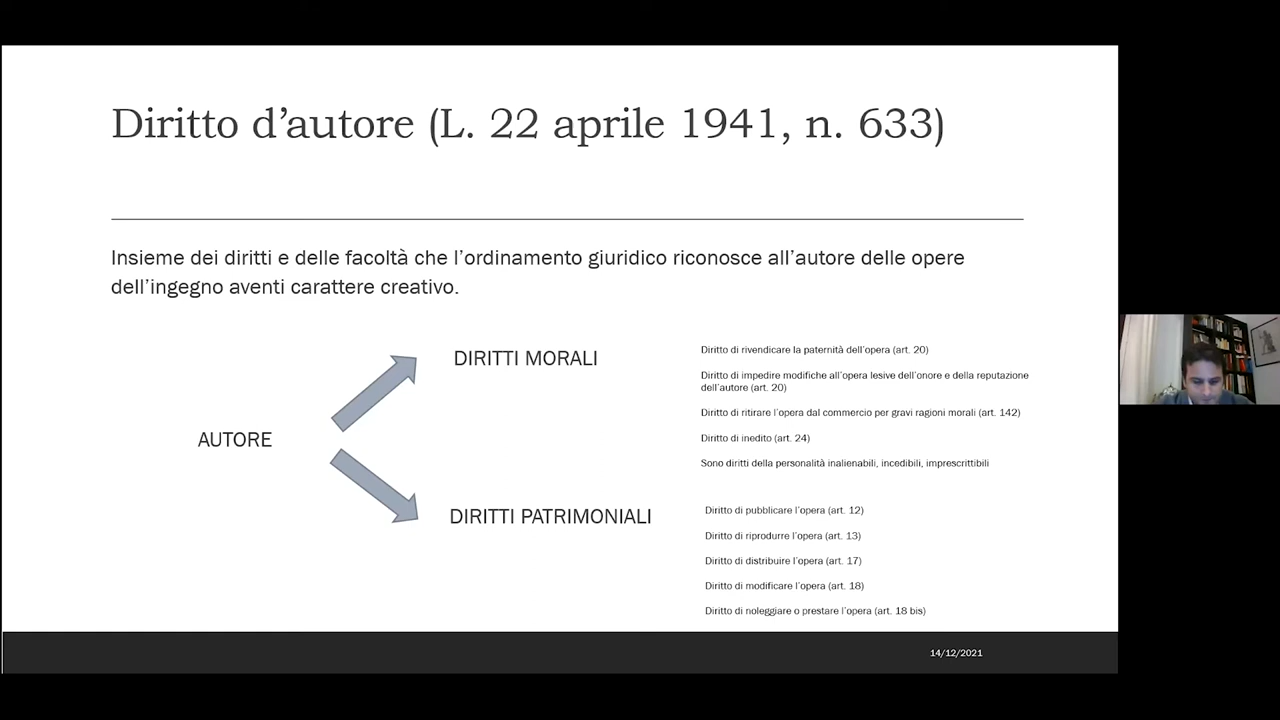 Diritto d’autore (L. 22 aprile 1941, n. 633)
Insieme dei diritti e delle facoltà che l’ordinamento giuridico riconosce all’autore delle opere
dell’ingegno aventi carattere creativo.
AUTORE
DIRITTI MORALI
Diritto di rivendicare la paternità dell’opera (art. 20)
Diritto di impedire modifiche all’opera lesive dell’onore e della reputazione
dell’autore (art. 20)
Diritto di ritirare l’opera dal commercio per gravi ragioni morali (art. 142)
Diritto di inedito (art. 24)
Sono diritti della personalità inalienabili, incedibili, imprescrittibili
DIRITTI PATRIMONIALI
Diritto di pubblicare l’opera (art. 12)
Diritto di riprodurre l’opera (art. 13)
Diritto di distribuire l’opera (art. 17)
Diritto di modificare l’opera (art. 18)
Diritto di noleggiare o prestare l’opera (art. 18 bis)
14/12/2021